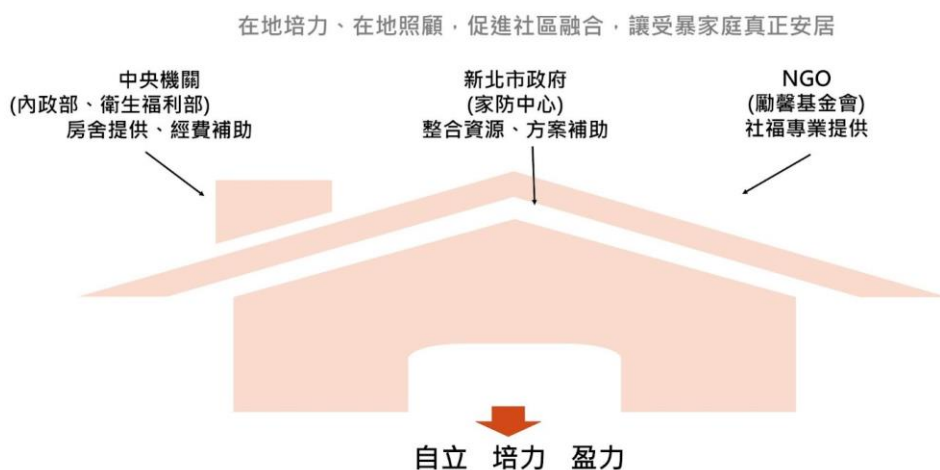 在地培力、在地照顧，促進社區融合，讓受暴家庭真正安居
中央機關
(內政部、衛生福利部)
房舍提供、經費補助
新北市政府
(家防中心)
整合資源、方案補助
NGO
(勵馨基金會)
社福專業提供
自立 培力 盈力